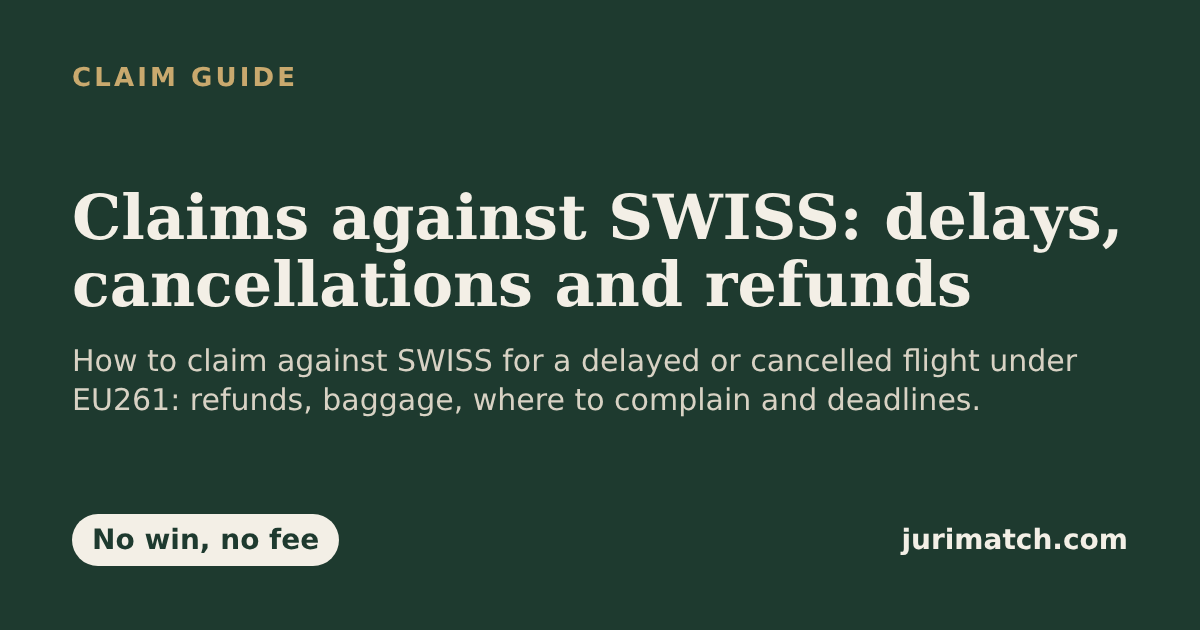 CLAIM GUIDE
Claims against SWISS: delays,
cancellations and refunds
How to claim against SWISS for a delayed or cancelled flight under
EU261: refunds, baggage, where to complain and deadlines.
No win, no fee
jurimatch.com